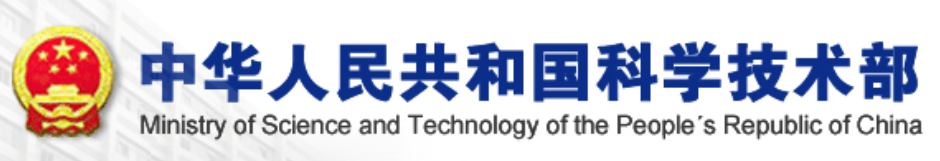 中华人民共和国科学技术部
Ministry of Science and Technology of the People´s Republic of China